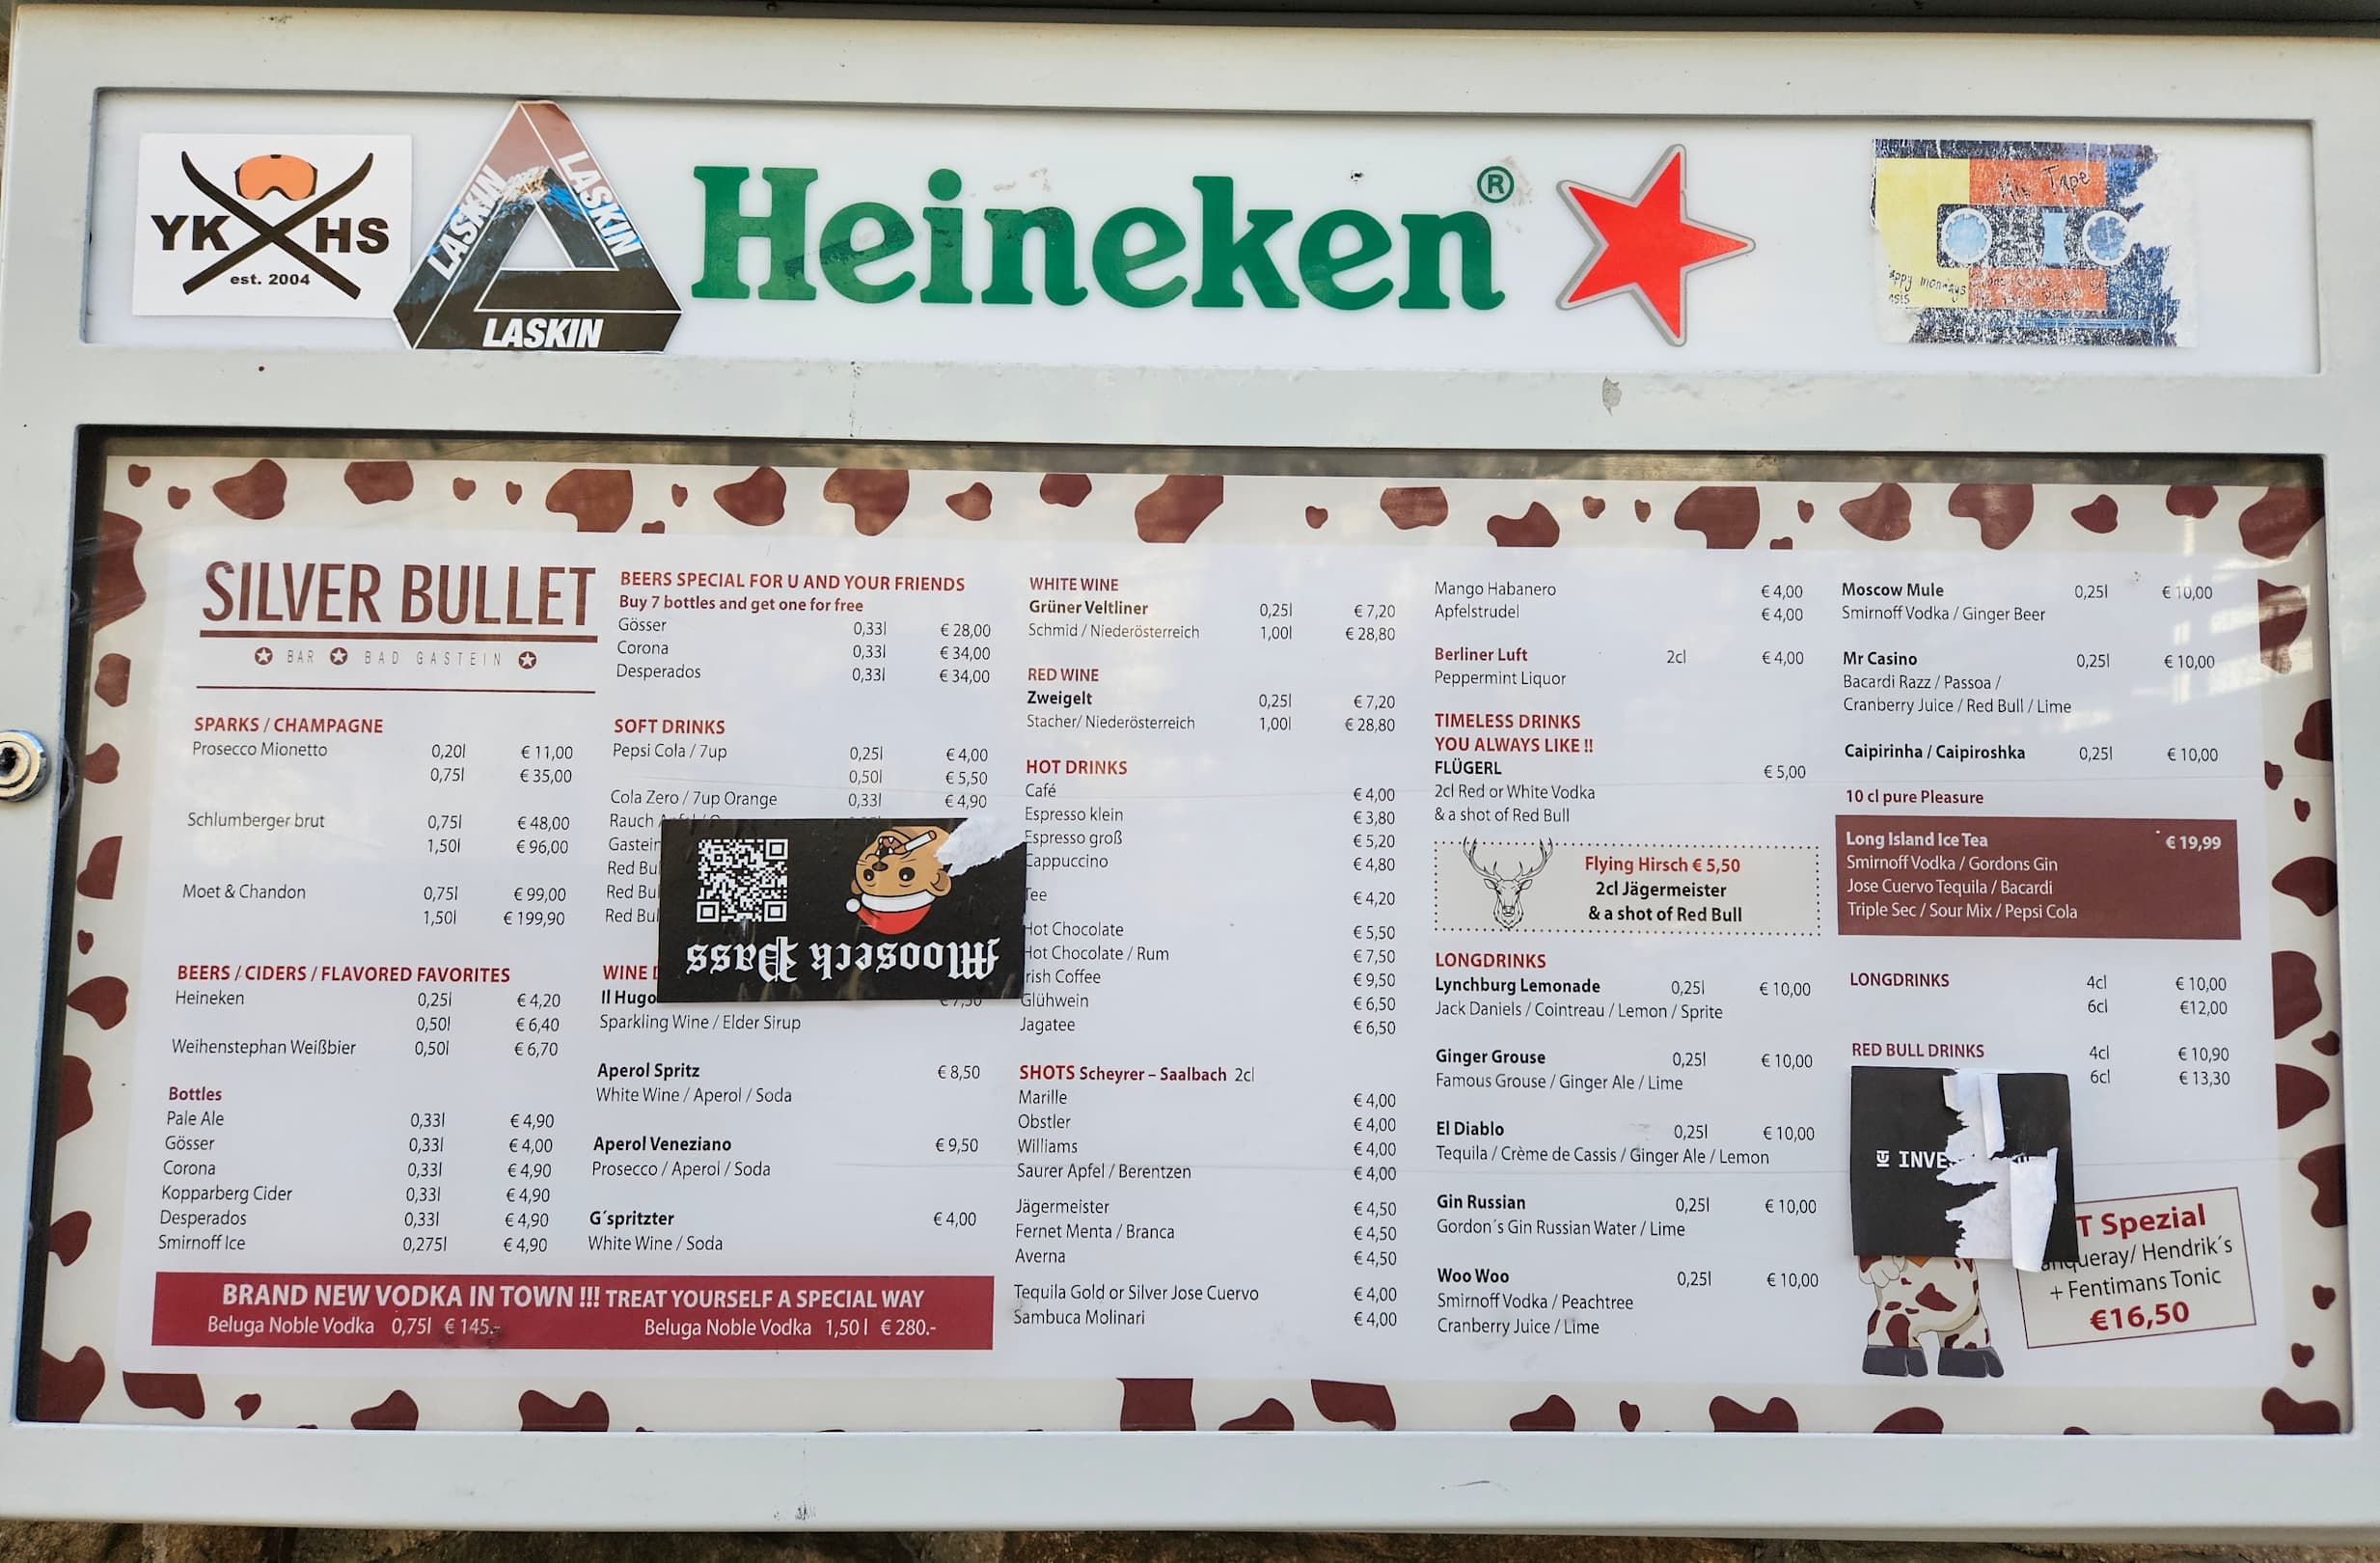 YK HS
est. 2004
LASKIN
LASKIN
LASKIN
Heineken®
Mix Tape
SILVER BULLET
BAR BAD GASTEIN
SPARKS / CHAMPAGNE
Prosecco Mionetto 0,20l € 11,00
0,75l € 35,00
Schlumberger brut 0,75l € 48,00
1,50l € 96,00
Moet & Chandon 0,75l € 99,00
1,50l € 199,90
BEERS / CIDERS / FLAVORED FAVORITES
Heineken 0,25l € 4,20
0,50l € 6,40
Weihenstephan Weißbier 0,50l € 6,70
Bottles
Pale Ale 0,33l € 4,90
Gösser 0,33l € 4,00
Corona 0,33l € 4,90
Kopparberg Cider 0,33l € 4,90
Desperados 0,33l € 4,90
Smirnoff Ice 0,275l € 4,90
BEERS SPECIAL FOR U AND YOUR FRIENDS
Buy 7 bottles and get one for free
Gösser 0,33l € 28,00
Corona 0,33l € 34,00
Desperados 0,33l € 34,00
SOFT DRINKS
Pepsi Cola / 7up 0,25l € 4,00
0,50l € 5,50
Cola Zero / 7up Orange 0,33l € 4,90
Rauch
Gastein
Red Bul
Red Bul
Red Bul
Mooseck Pass
WINE
Il Hugo
Sparkling Wine / Elder Sirup
Aperol Spritz € 8,50
White Wine / Aperol / Soda
Aperol Veneziano € 9,50
Prosecco / Aperol / Soda
G´spritzter € 4,00
White Wine / Soda
BRAND NEW VODKA IN TOWN !!! TREAT YOURSELF A SPECIAL WAY
Beluga Noble Vodka 0,75l € 145.- Beluga Noble Vodka 1,50 l € 280.-
WHITE WINE
Grüner Veltliner 0,25l € 7,20
Schmid / Niederösterreich 1,00l € 28,80
RED WINE
Zweigelt 0,25l € 7,20
Stacher/ Niederösterreich 1,00l € 28,80
HOT DRINKS
Café € 4,00
Espresso klein € 3,80
Espresso groß € 5,20
Cappuccino € 4,80
Tee € 4,20
Hot Chocolate € 5,50
Hot Chocolate / Rum € 7,50
Irish Coffee € 9,50
Glühwein € 6,50
Jagatee € 6,50
SHOTS Scheyrer – Saalbach 2cl
Marille € 4,00
Obstler € 4,00
Williams € 4,00
Saurer Apfel / Berentzen € 4,00
Jägermeister € 4,50
Fernet Menta / Branca € 4,50
Averna € 4,50
Tequila Gold or Silver Jose Cuervo € 4,00
Sambuca Molinari € 4,00
Mango Habanero € 4,00
Apfelstrudel € 4,00
Berliner Luft 2cl € 4,00
Peppermint Liquor
TIMELESS DRINKS
YOU ALWAYS LIKE !!
FLÜGERL € 5,00
2cl Red or White Vodka
& a shot of Red Bull
Flying Hirsch € 5,50
2cl Jägermeister
& a shot of Red Bull
LONGDRINKS
Lynchburg Lemonade 0,25l € 10,00
Jack Daniels / Cointreau / Lemon / Sprite
Ginger Grouse 0,25l € 10,00
Famous Grouse / Ginger Ale / Lime
El Diablo 0,25l € 10,00
Tequila / Crème de Cassis / Ginger Ale / Lemon
Gin Russian 0,25l € 10,00
Gordon´s Gin Russian Water / Lime
Woo Woo 0,25l € 10,00
Smirnoff Vodka / Peachtree
Cranberry Juice / Lime
Moscow Mule 0,25l € 10,00
Smirnoff Vodka / Ginger Beer
Mr Casino 0,25l € 10,00
Bacardi Razz / Passoa /
Cranberry Juice / Red Bull / Lime
Caipirinha / Caipiroshka 0,25l € 10,00
10 cl pure Pleasure
Long Island Ice Tea € 19,99
Smirnoff Vodka / Gordons Gin
Jose Cuervo Tequila / Bacardi
Triple Sec / Sour Mix / Pepsi Cola
LONGDRINKS 4cl € 10,00
6cl €12,00
RED BULL DRINKS 4cl € 10,90
6cl € 13,30
INVE
T Spezial
queray/ Hendrik´s
+ Fentimans Tonic
€16,50